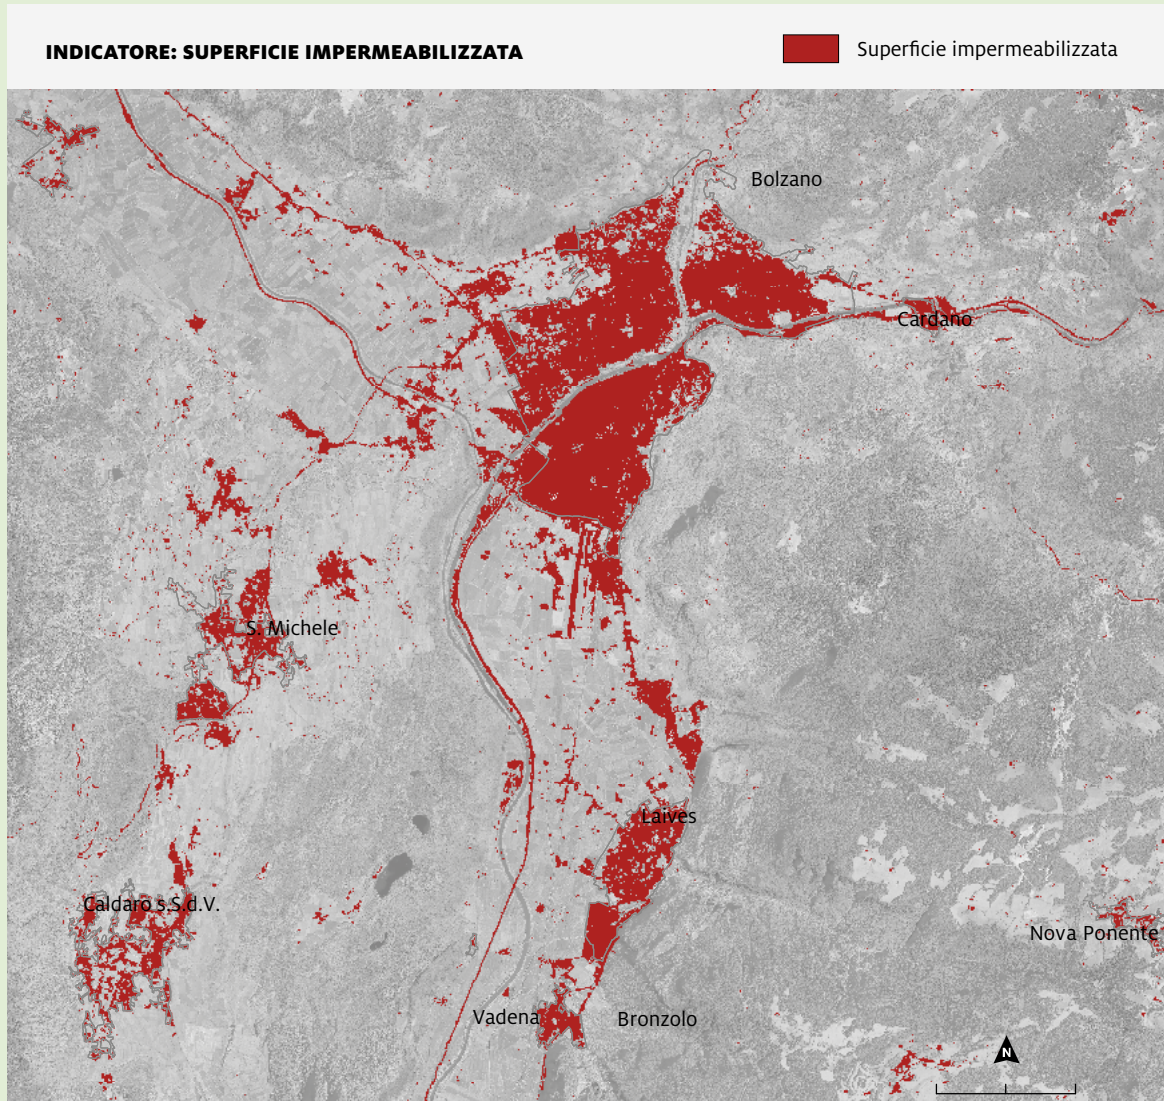 INDICATORE: SUPERFICIE IMPERMEABILIZZATA
Superficie impermeabilizzata
Bolzano
Cardano
S. Michele
Laives
Caldaro s.S.d.V.
Nova Ponente
Vadena
Bronzolo
N